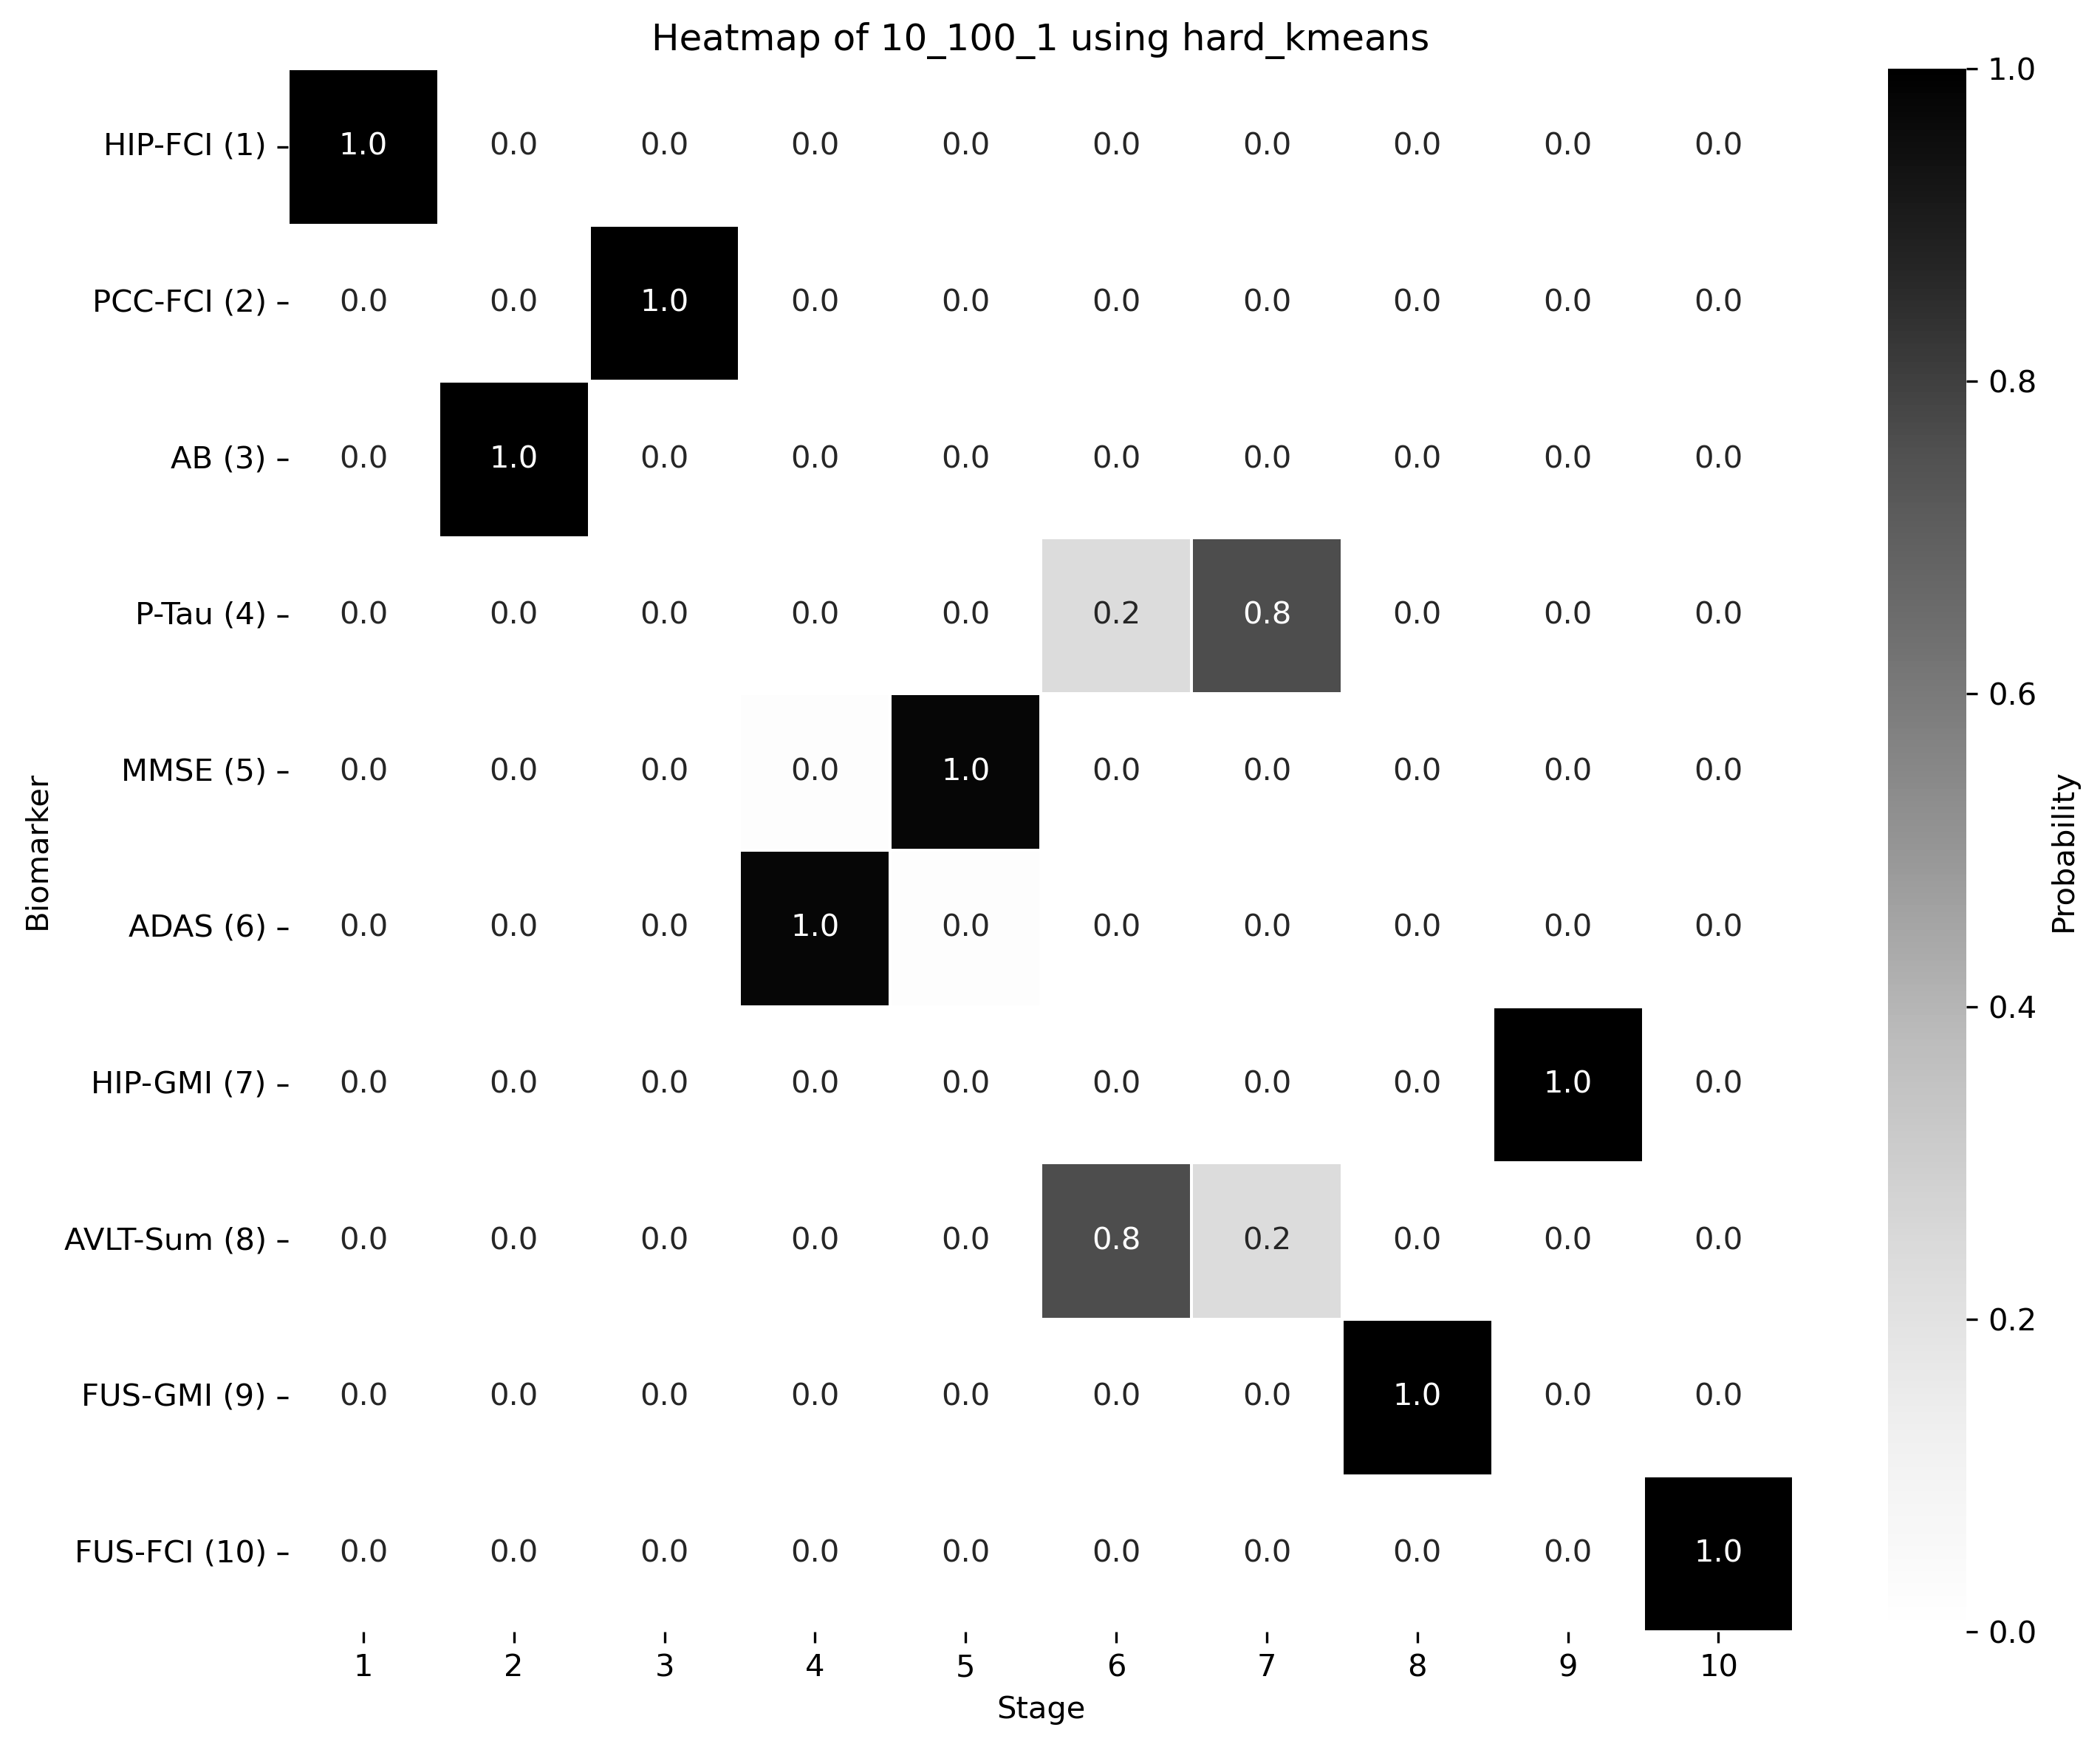 Heatmap of 10_100_1 using hard_kmeans
HIP-FCI (1) 1.0 0.0 0.0 0.0 0.0 0.0 0.0 0.0 0.0 0.0
PCC-FCI (2) 0.0 0.0 1.0 0.0 0.0 0.0 0.0 0.0 0.0 0.0
AB (3) 0.0 1.0 0.0 0.0 0.0 0.0 0.0 0.0 0.0 0.0
P-Tau (4) 0.0 0.0 0.0 0.0 0.0 0.2 0.8 0.0 0.0 0.0
MMSE (5) 0.0 0.0 0.0 0.0 1.0 0.0 0.0 0.0 0.0 0.0
ADAS (6) 0.0 0.0 0.0 1.0 0.0 0.0 0.0 0.0 0.0 0.0
HIP-GMI (7) 0.0 0.0 0.0 0.0 0.0 0.0 0.0 0.0 1.0 0.0
AVLT-Sum (8) 0.0 0.0 0.0 0.0 0.0 0.8 0.2 0.0 0.0 0.0
FUS-GMI (9) 0.0 0.0 0.0 0.0 0.0 0.0 0.0 1.0 0.0 0.0
FUS-FCI (10) 0.0 0.0 0.0 0.0 0.0 0.0 0.0 0.0 0.0 1.0
1 2 3 4 5 6 7 8 9 10
Stage
Biomarker
1.0
0.8
0.6
0.4
0.2
0.0
Probability